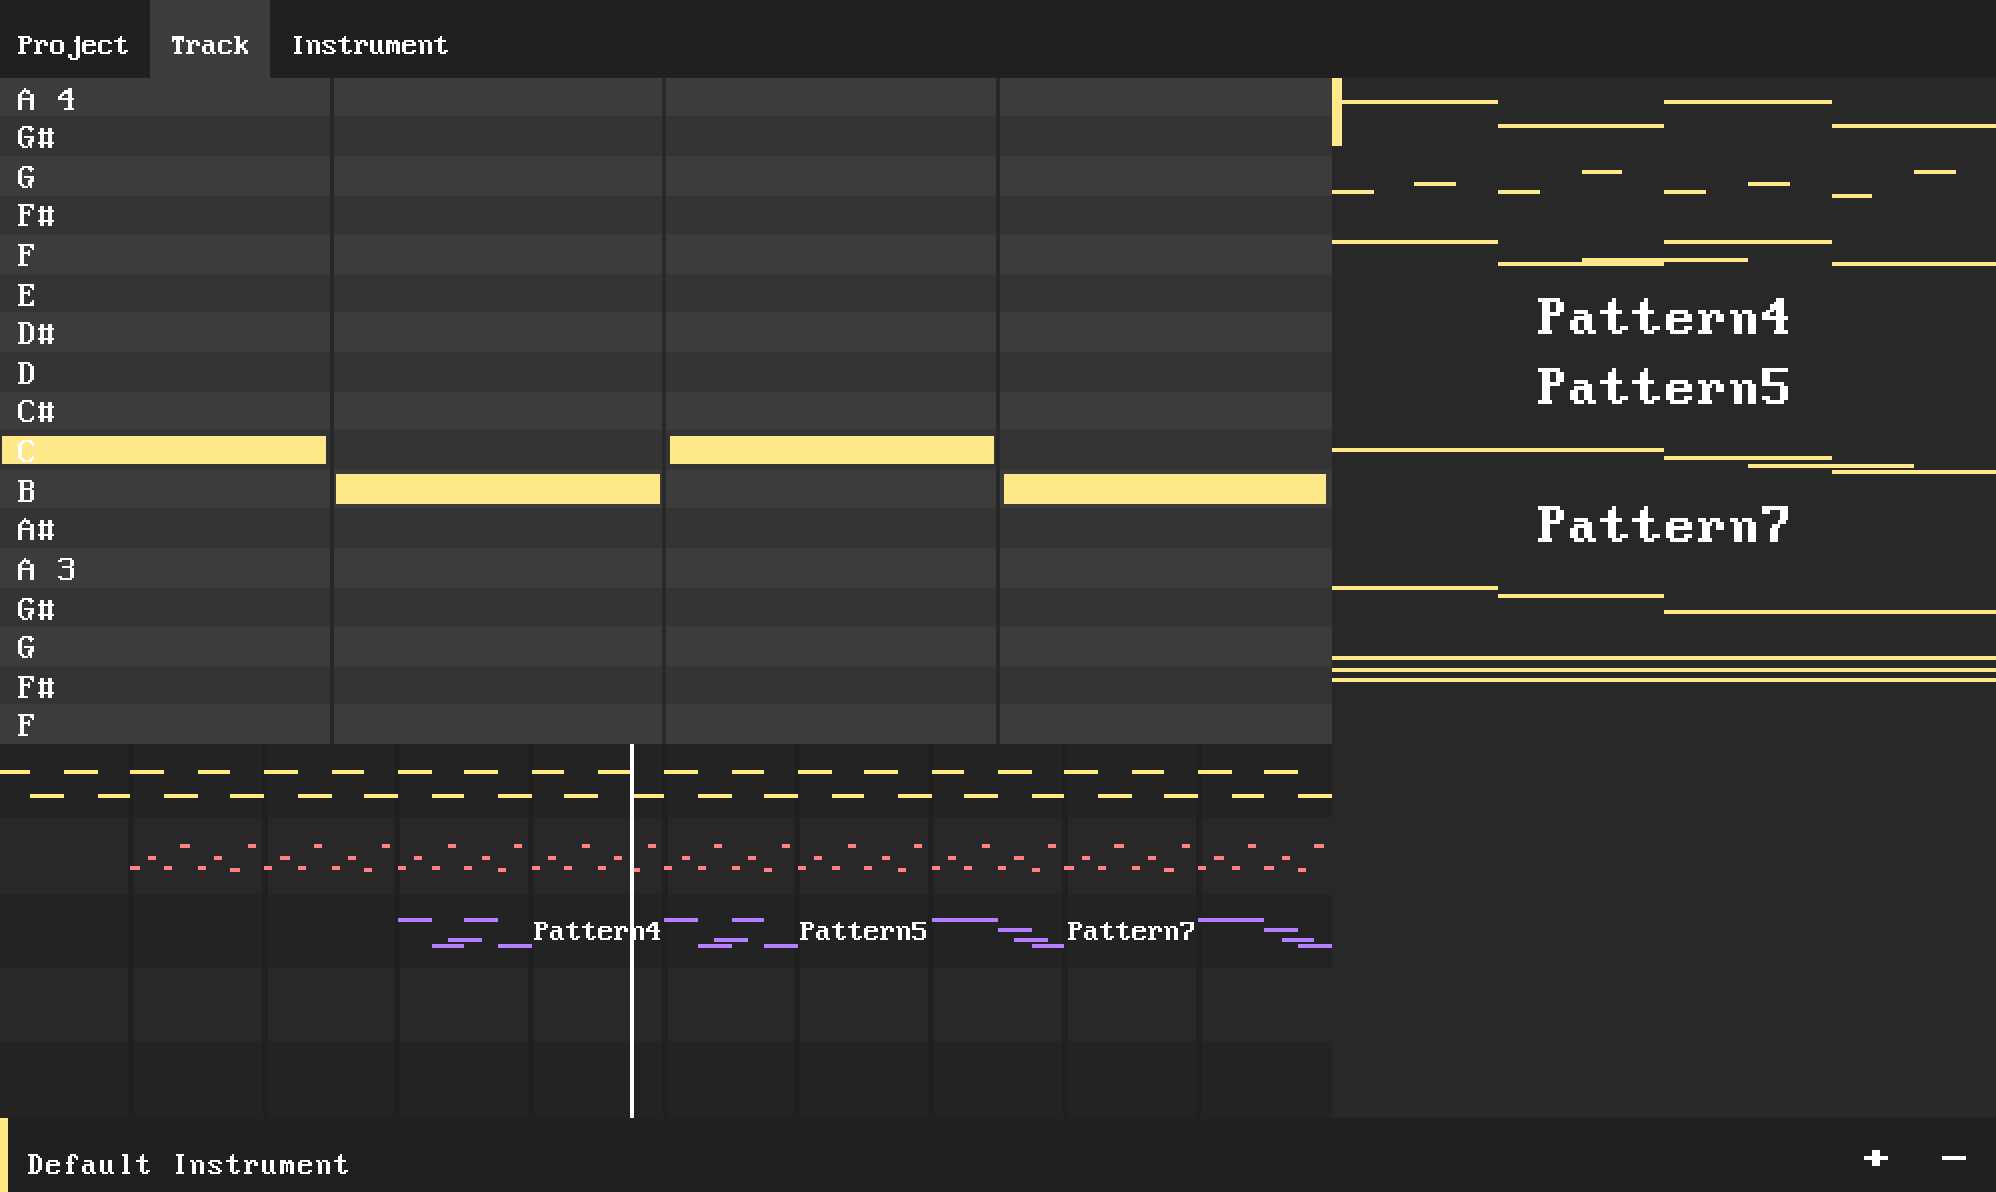 Project Track Instrument
A 4
G#
G
F#
F
E
D#
D
C#
C
B
A#
A 3
G#
G
F#
F
Pattern4
Pattern5
Pattern7
Pattern4 Pattern5 Pattern7
Default Instrument + -